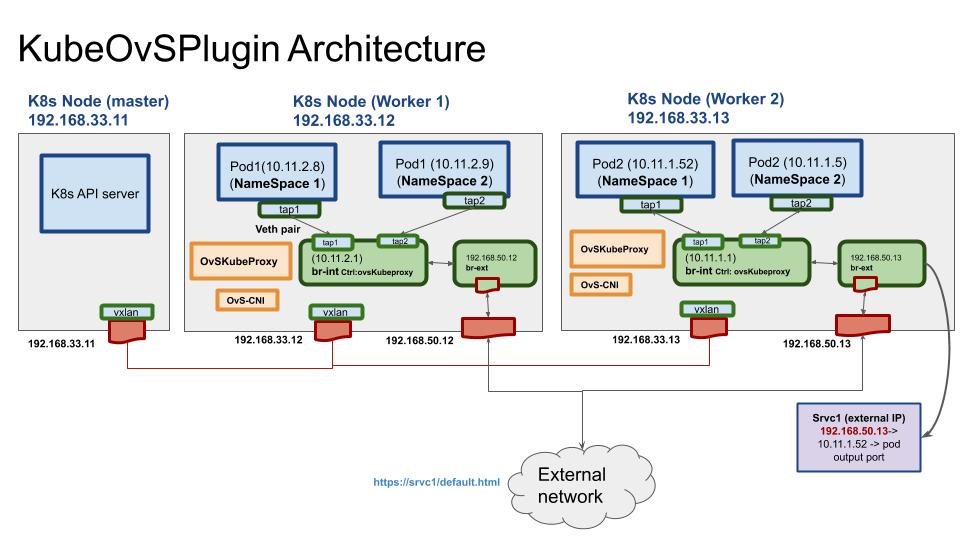 KubeOvSPlugin Architecture
K8s Node (master)
192.168.33.11
K8s API server
vxlan
192.168.33.11
K8s Node (Worker 1)
192.168.33.12
Pod1(10.11.2.8)
(NameSpace 1)
tap1
Pod1 (10.11.2.9)
(NameSpace 2)
tap2
Veth pair
tap1
tap2
(10.11.2.1)
br-int Ctrl:ovsKubeproxy
192.168.50.12
br-ext
OvSKubeProxy
OvS-CNI
vxlan
192.168.33.12
192.168.50.12
K8s Node (Worker 2)
192.168.33.13
Pod2 (10.11.1.52)
(NameSpace 1)
tap1
Pod2 (10.11.1.5)
(NameSpace 2)
tap2
tap1
tap2
(10.11.1.1)
br-int Ctrl: ovsKubeproxy
192.168.50.13
br-ext
OvSKubeProxy
OvS-CNI
vxlan
192.168.33.13
192.168.50.13
Srvc1 (external IP)
192.168.50.13->
10.11.1.52 -> pod
output port
https://srvc1/default.html
External
network